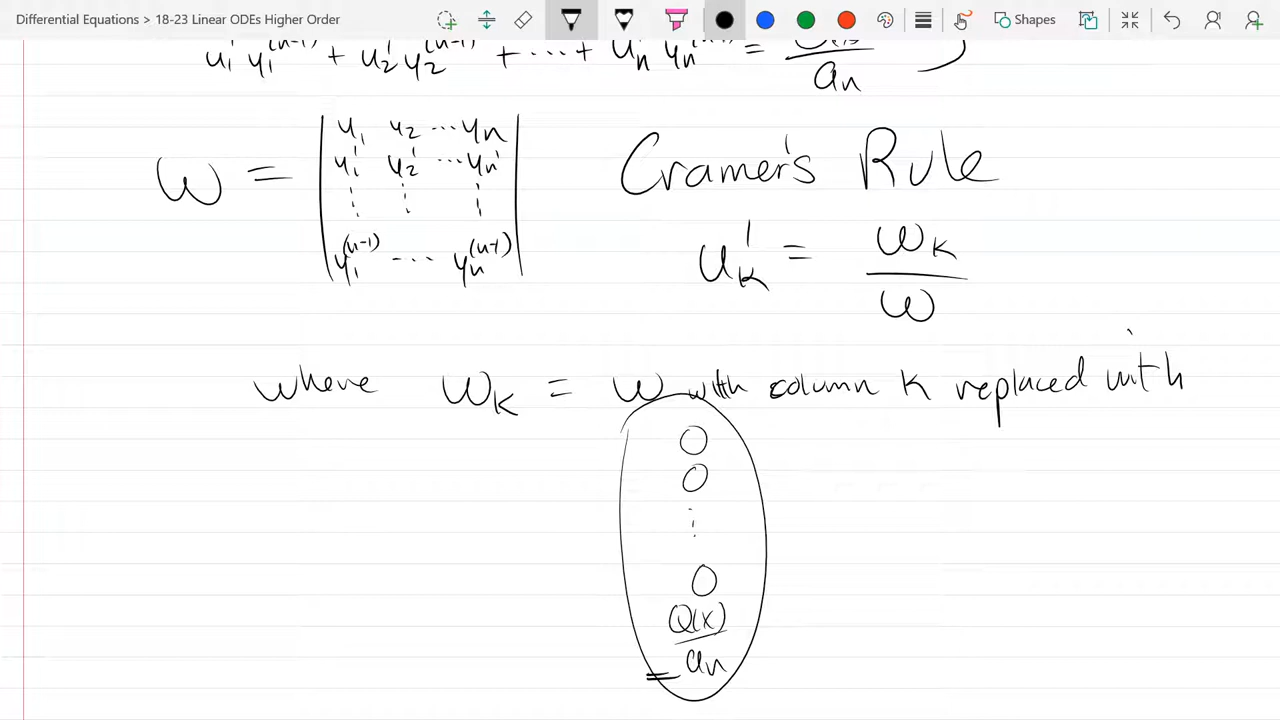 Differential Equations > 18-23 Linear ODEs Higher Order
Shapes
u₁' y₁⁽ⁿ⁻¹⁾ + u₂' y₂⁽ⁿ⁻¹⁾ + ··· + uₙ' yₙ⁽ⁿ⁻¹⁾ = Q(x)/aₙ
W = | y₁ y₂ ··· yₙ
y₁' y₂' ··· yₙ'
⋮ ⋮ ⋮
y₁⁽ⁿ⁻¹⁾ ··· yₙ⁽ⁿ⁻¹⁾ |
Cramer's Rule
u'ₖ = Wₖ / W
where Wₖ = W with column K replaced with
0
0
⋮
0
Q(x)
aₙ
=